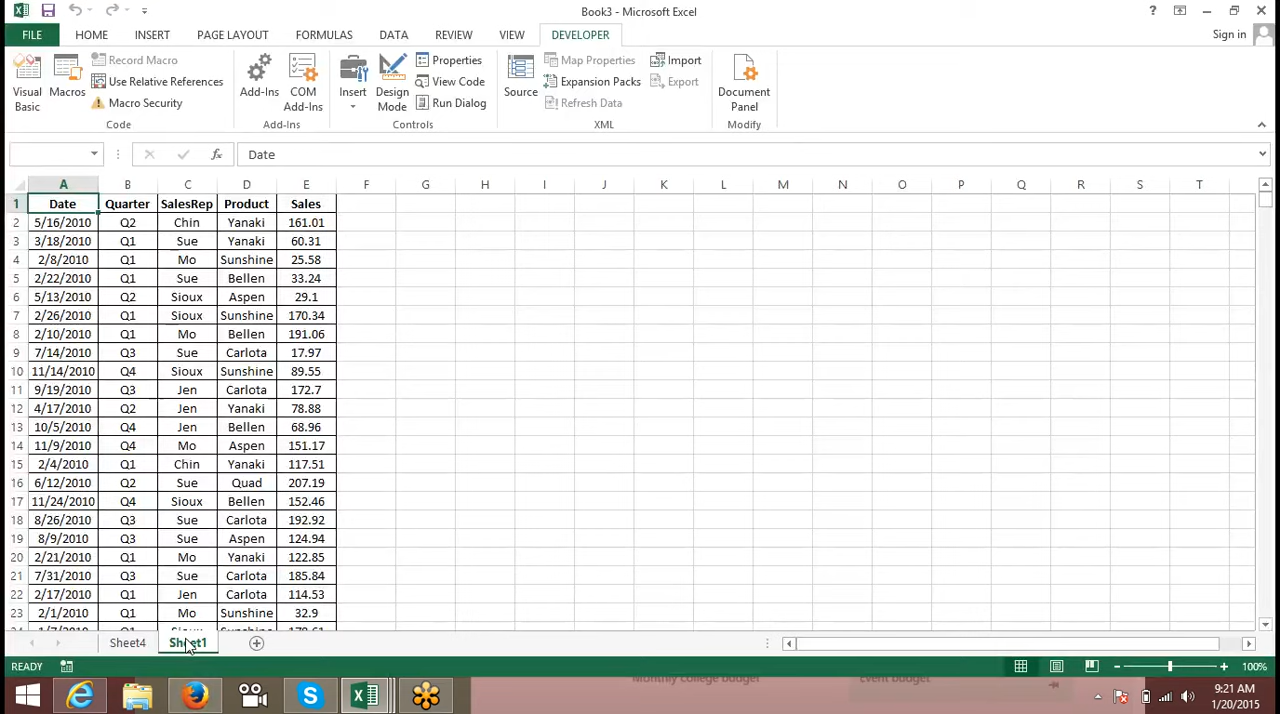 Book3 - Microsoft Excel
?
FILE HOME INSERT PAGE LAYOUT FORMULAS DATA REVIEW VIEW DEVELOPER Sign in
Visual Basic
Macros
Record Macro
Use Relative References
Macro Security
Code
Add-Ins
COM Add-Ins
Add-Ins
Insert
Design Mode
Properties
View Code
Run Dialog
Controls
Source
Map Properties
Expansion Packs
Refresh Data
Import
Export
XML
Document Panel
Modify
fx Date
A B C D E F G H I J K L M N O P Q R S T
1 Date Quarter SalesRep Product Sales
2 5/16/2010 Q2 Chin Yanaki 161.01
3 3/18/2010 Q1 Sue Yanaki 60.31
4 2/8/2010 Q1 Mo Sunshine 25.58
5 2/22/2010 Q1 Sue Bellen 33.24
6 5/13/2010 Q2 Sioux Aspen 29.1
7 2/26/2010 Q1 Sioux Sunshine 170.34
8 2/10/2010 Q1 Mo Bellen 191.06
9 7/14/2010 Q3 Sue Carlota 17.97
10 11/14/2010 Q4 Sioux Sunshine 89.55
11 9/19/2010 Q3 Jen Carlota 172.7
12 4/17/2010 Q2 Jen Yanaki 78.88
13 10/5/2010 Q4 Jen Bellen 68.96
14 11/9/2010 Q4 Mo Aspen 151.17
15 2/4/2010 Q1 Chin Yanaki 117.51
16 6/12/2010 Q2 Sue Quad 207.19
17 11/24/2010 Q4 Sioux Bellen 152.46
18 8/26/2010 Q3 Sue Carlota 192.92
19 8/9/2010 Q3 Sue Aspen 124.94
20 2/21/2010 Q1 Mo Yanaki 122.85
21 7/31/2010 Q3 Sue Carlota 185.84
22 2/17/2010 Q1 Jen Carlota 114.53
23 2/1/2010 Q1 Mo Sunshine 32.9
Sheet4 Sheet1
READY 100%
Monthly college budget Event budget
9:21 AM
1/20/2015